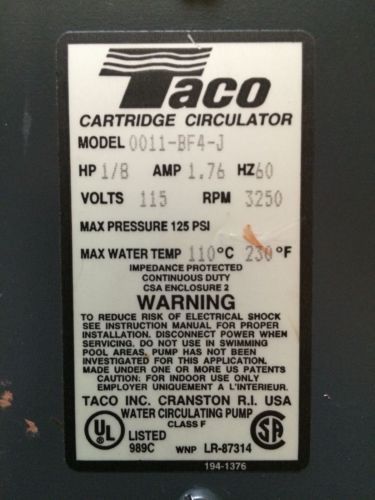 Taco
CARTRIDGE CIRCULATOR
MODEL 0011-BF4-J
HP 1/8 AMP 1.76 HZ60
VOLTS 115 RPM 3250
MAX PRESSURE 125 PSI
MAX WATER TEMP 110°C 230°F
IMPEDANCE PROTECTED
CONTINUOUS DUTY
CSA ENCLOSURE 2
WARNING
TO REDUCE RISK OF ELECTRICAL SHOCK
SEE INSTRUCTION MANUAL FOR PROPER
INSTALLATION. DISCONNECT POWER WHEN
SERVICING. DO NOT USE IN SWIMMING
POOL AREAS. PUMP HAS NOT BEEN
INVESTIGATED FOR THIS APPLICATION.
MADE UNDER ONE OR MORE US PATENTS
CAUTION: FOR INDOOR USE ONLY
EMPLOYER UNIQUEMENT A L'INTERIEUR.
TACO INC. CRANSTON R.I. USA
WATER CIRCULATING PUMP
CLASS F
UL LISTED SA
989C WNP LR-87314
194-1376